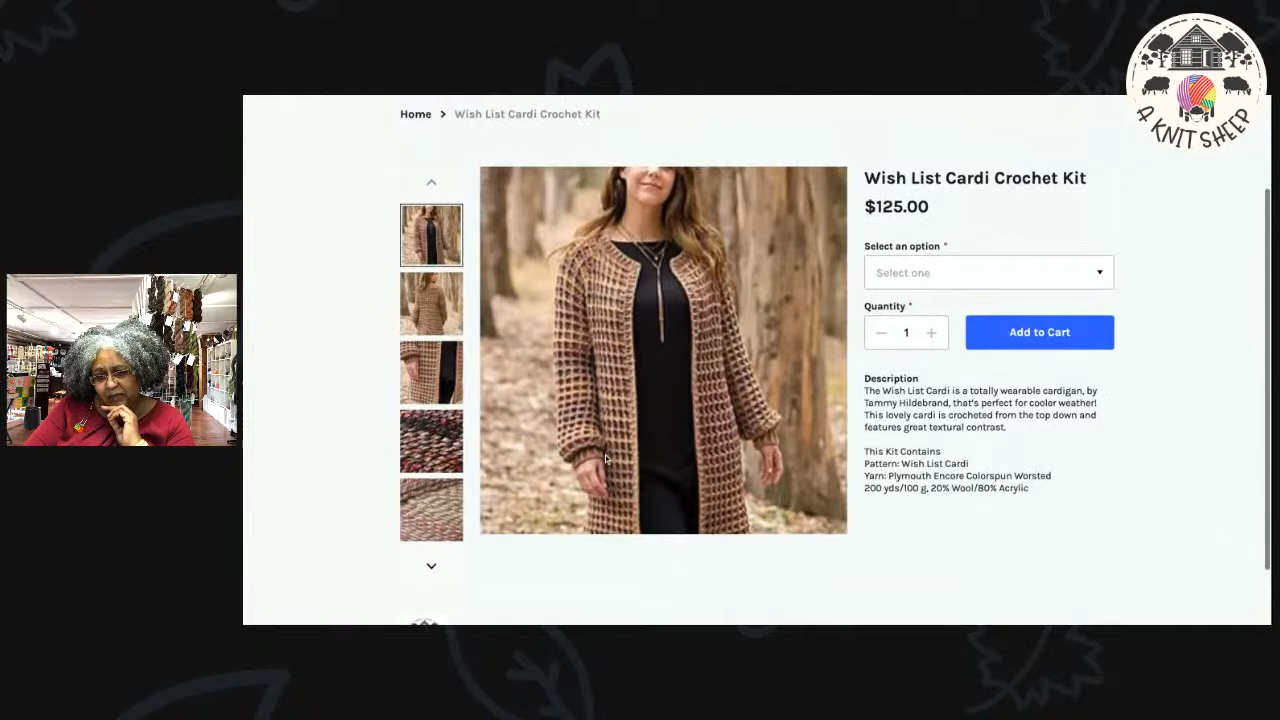 Home > Wish List Cardi Crochet Kit
A KNIT SHEEP
Wish List Cardi Crochet Kit
$125.00
Select an option *
Select one
Quantity *
1
Add to Cart
Description
The Wish List Cardi is a totally wearable cardigan, by
Tammy Hildebrand, that's perfect for cooler weather!
This lovely cardi is crocheted from the top down and
features great textural contrast.
This Kit Contains
Pattern: Wish List Cardi
Yarn: Plymouth Encore Colorspun Worsted
200 yds/100 g, 20% Wool/80% Acrylic